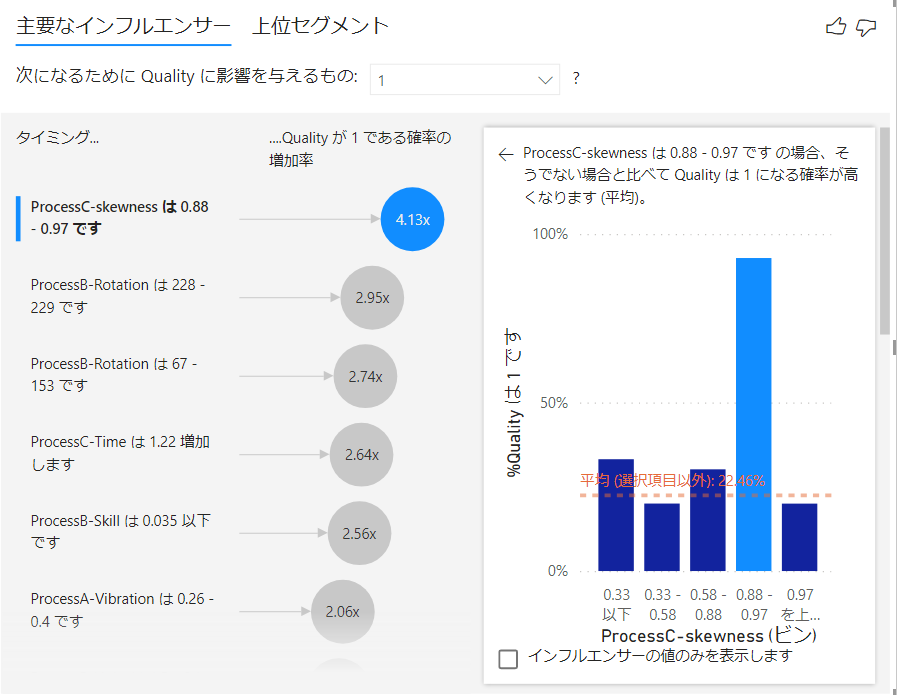 主要なインフルエンサー 上位セグメント
次になるために Quality に影響を与えるもの: 1 ?
タイミング...
....Quality が 1 である確率の
増加率
ProcessC-skewness は 0.88
- 0.97 です
4.13x
ProcessB-Rotation は 228 -
229 です
2.95x
ProcessB-Rotation は 67 -
153 です
2.74x
ProcessC-Time は 1.22 増加
します
2.64x
ProcessB-Skill は 0.035 以下
です
2.56x
ProcessA-Vibration は 0.26 -
0.4 です
2.06x
← ProcessC-skewness は 0.88 - 0.97 です の場合、そ
うでない場合と比べて Quality は 1 になる確率が高
くなります (平均)。
100%
50%
0%
%Quality は 1 です
平均 (選択項目以外): 22.46%
0.33
以下
0.33 -
0.58
0.58 -
0.88
0.88 -
0.97
0.97
を上...
ProcessC-skewness (ビン)
インフルエンサーの値のみを表示します